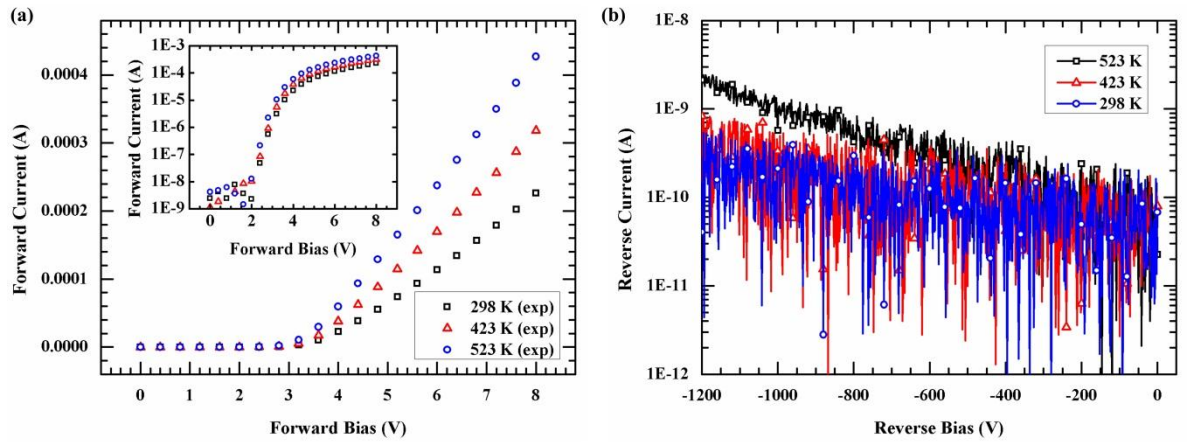 (a)
0.0004
0.0003
0.0002
0.0001
0.0000
Forward Current (A)
0 1 2 3 4 5 6 7 8
Forward Bias (V)
1E-3
1E-4
1E-5
1E-6
1E-7
1E-8
1E-9
Forward Current (A)
0 2 4 6 8
Forward Bias (V)
298 K (exp)
423 K (exp)
523 K (exp)
(b)
1E-8
1E-9
1E-10
1E-11
1E-12
Reverse Current (A)
-1200 -1000 -800 -600 -400 -200 0
Reverse Bias (V)
523 K
423 K
298 K